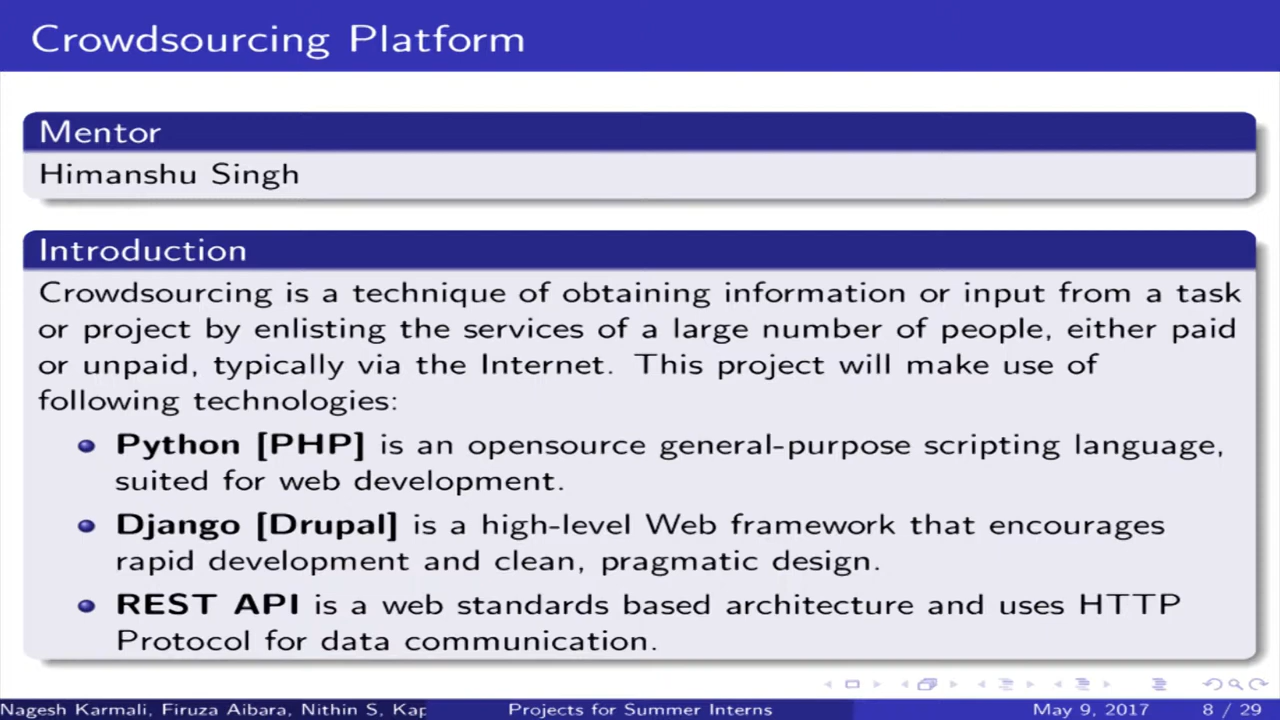 Crowdsourcing Platform
Mentor
Himanshu Singh
Introduction
Crowdsourcing is a technique of obtaining information or input from a task
or project by enlisting the services of a large number of people, either paid
or unpaid, typically via the Internet. This project will make use of
following technologies:
Python [PHP] is an opensource general-purpose scripting language,
suited for web development.
Django [Drupal] is a high-level Web framework that encourages
rapid development and clean, pragmatic design.
REST API is a web standards based architecture and uses HTTP
Protocol for data communication.
Nagesh Karmali, Firuza Aibara, Nithin S, Kap Projects for Summer Interns May 9, 2017 8 / 29